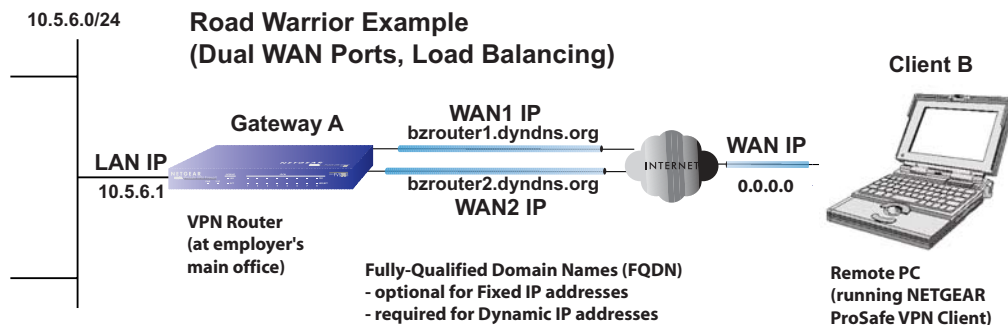 10.5.6.0/24
Road Warrior Example
(Dual WAN Ports, Load Balancing)
Client B
Gateway A
WAN1 IP
bzrouter1.dyndns.org
LAN IP
10.5.6.1
NETGEAR
NETGEAR
INTERNET
WAN IP
0.0.0.0
bzrouter2.dyndns.org
WAN2 IP
VPN Router
(at employer's
main office)
Fully-Qualified Domain Names (FQDN)
- optional for Fixed IP addresses
- required for Dynamic IP addresses
Remote PC
(running NETGEAR
ProSafe VPN Client)